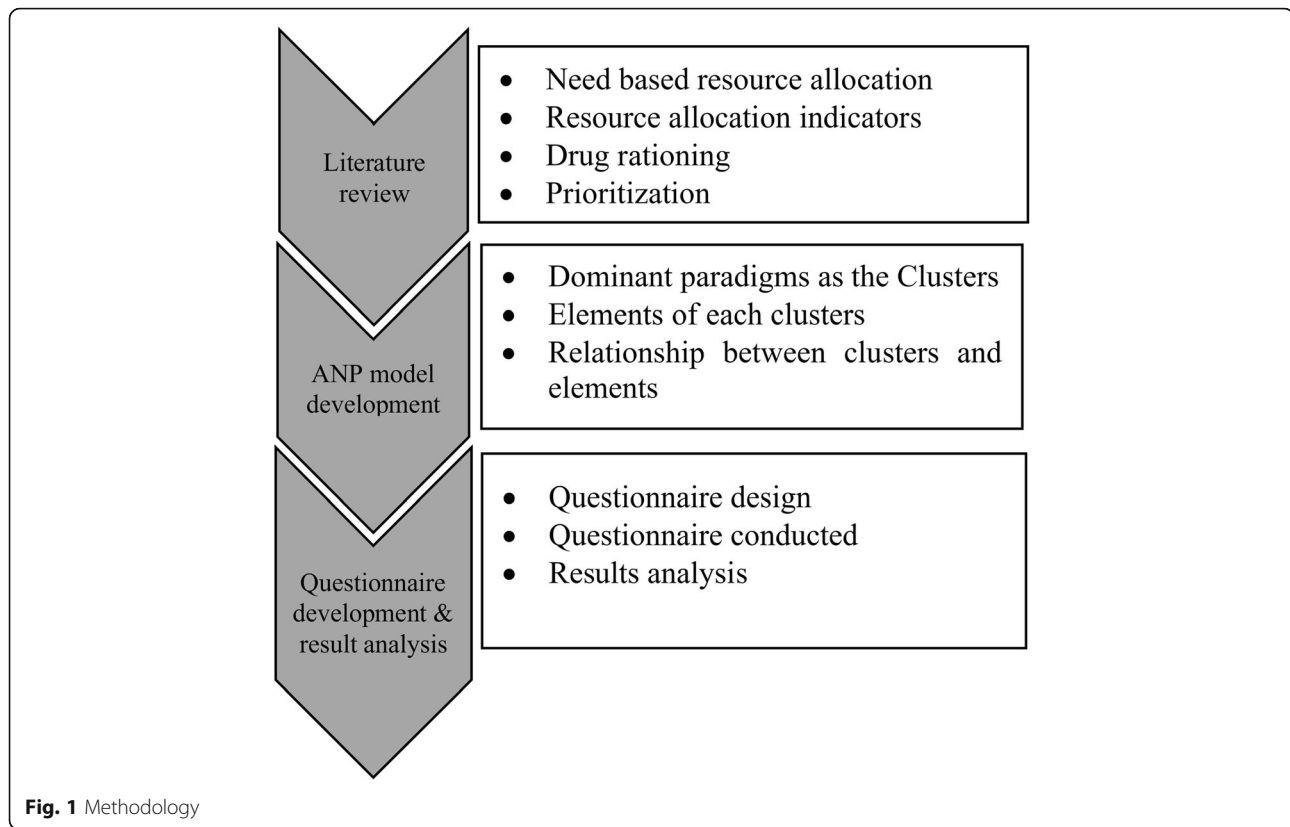 Literature
review
• Need based resource allocation
• Resource allocation indicators
• Drug rationing
• Prioritization
ANP model
development
• Dominant paradigms as the Clusters
• Elements of each clusters
• Relationship between clusters and
elements
Questionnaire
development &
result analysis
• Questionnaire design
• Questionnaire conducted
• Results analysis
Fig. 1 Methodology